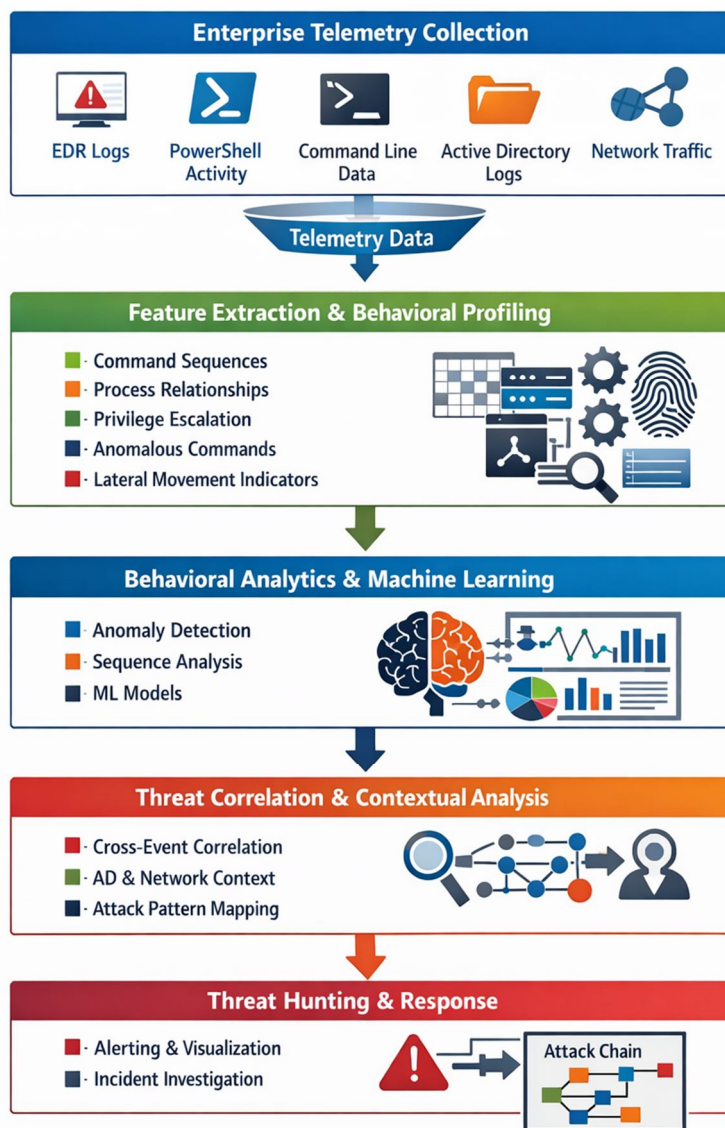 Enterprise Telemetry Collection
EDR Logs
PowerShell
Activity
Command Line
Data
Active Directory
Logs
Network Traffic
Telemetry Data
Feature Extraction & Behavioral Profiling
· Command Sequences
· Process Relationships
· Privilege Escalation
· Anomalous Commands
· Lateral Movement Indicators
Behavioral Analytics & Machine Learning
· Anomaly Detection
· Sequence Analysis
· ML Models
Threat Correlation & Contextual Analysis
· Cross-Event Correlation
· AD & Network Context
· Attack Pattern Mapping
Threat Hunting & Response
· Alerting & Visualization
· Incident Investigation
Attack Chain